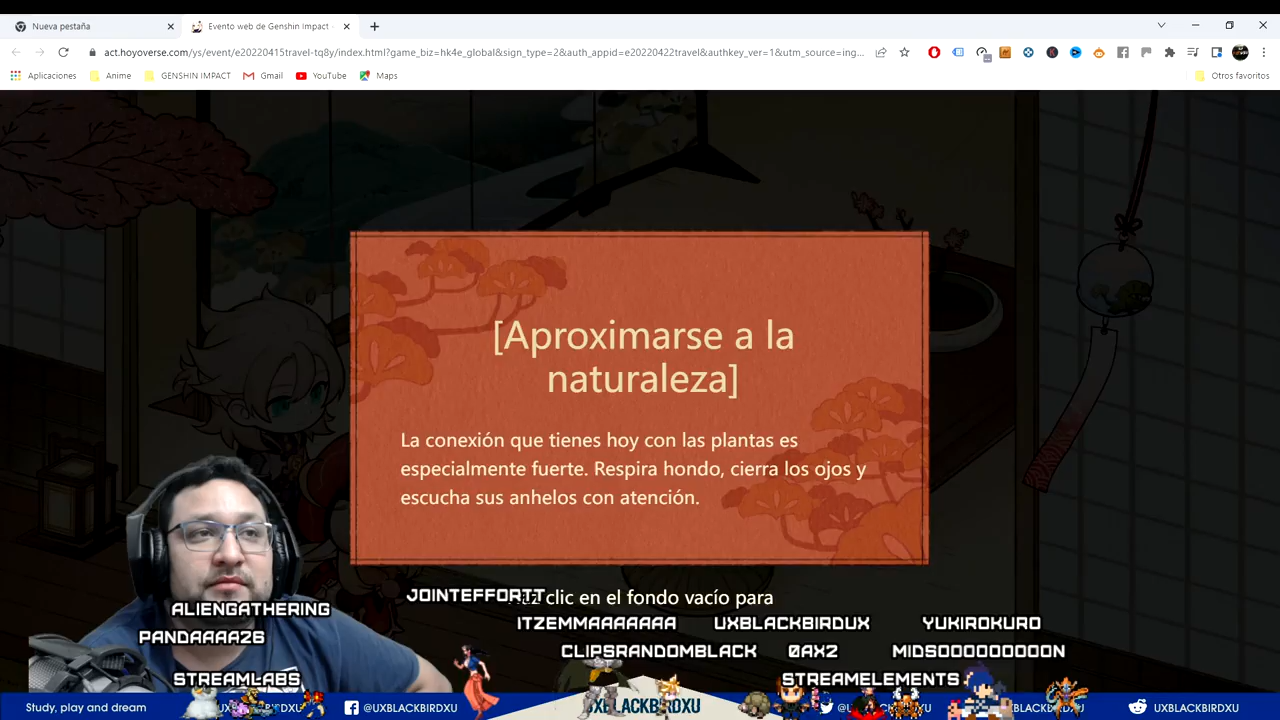 Nueva pestaña
Evento web de Genshin Impact
act.hoyoverse.com/ys/event/e20220415travel-tq8y/index.html?game_biz=hk4e_global&sign_type=2&auth_appid=e20220422travel&authkey_ver=1&utm_source=ing...
Aplicaciones
Anime
GENSHIN IMPACT
Gmail
YouTube
Maps
Otros favoritos
[Aproximarse a la
naturaleza]
La conexión que tienes hoy con las plantas es
especialmente fuerte. Respira hondo, cierra los ojos y
escucha sus anhelos con atención.
clic en el fondo vacío para
JOINTEFFORTT
ALIENGATHERING
ITZEMMAAAAAAA
UXBLACKBIRDUX
YUKIROKURO
PANDAAAA26
CLIPSRANDOMBLACK
0AX2
MIDSOOOOOOOOON
STREAMLABS
STREAMELEMENTS
Study, play and dream
@UXBLACKBIRDXU
UXBLACKBIRDXU
@UXBLACKBIRDXU